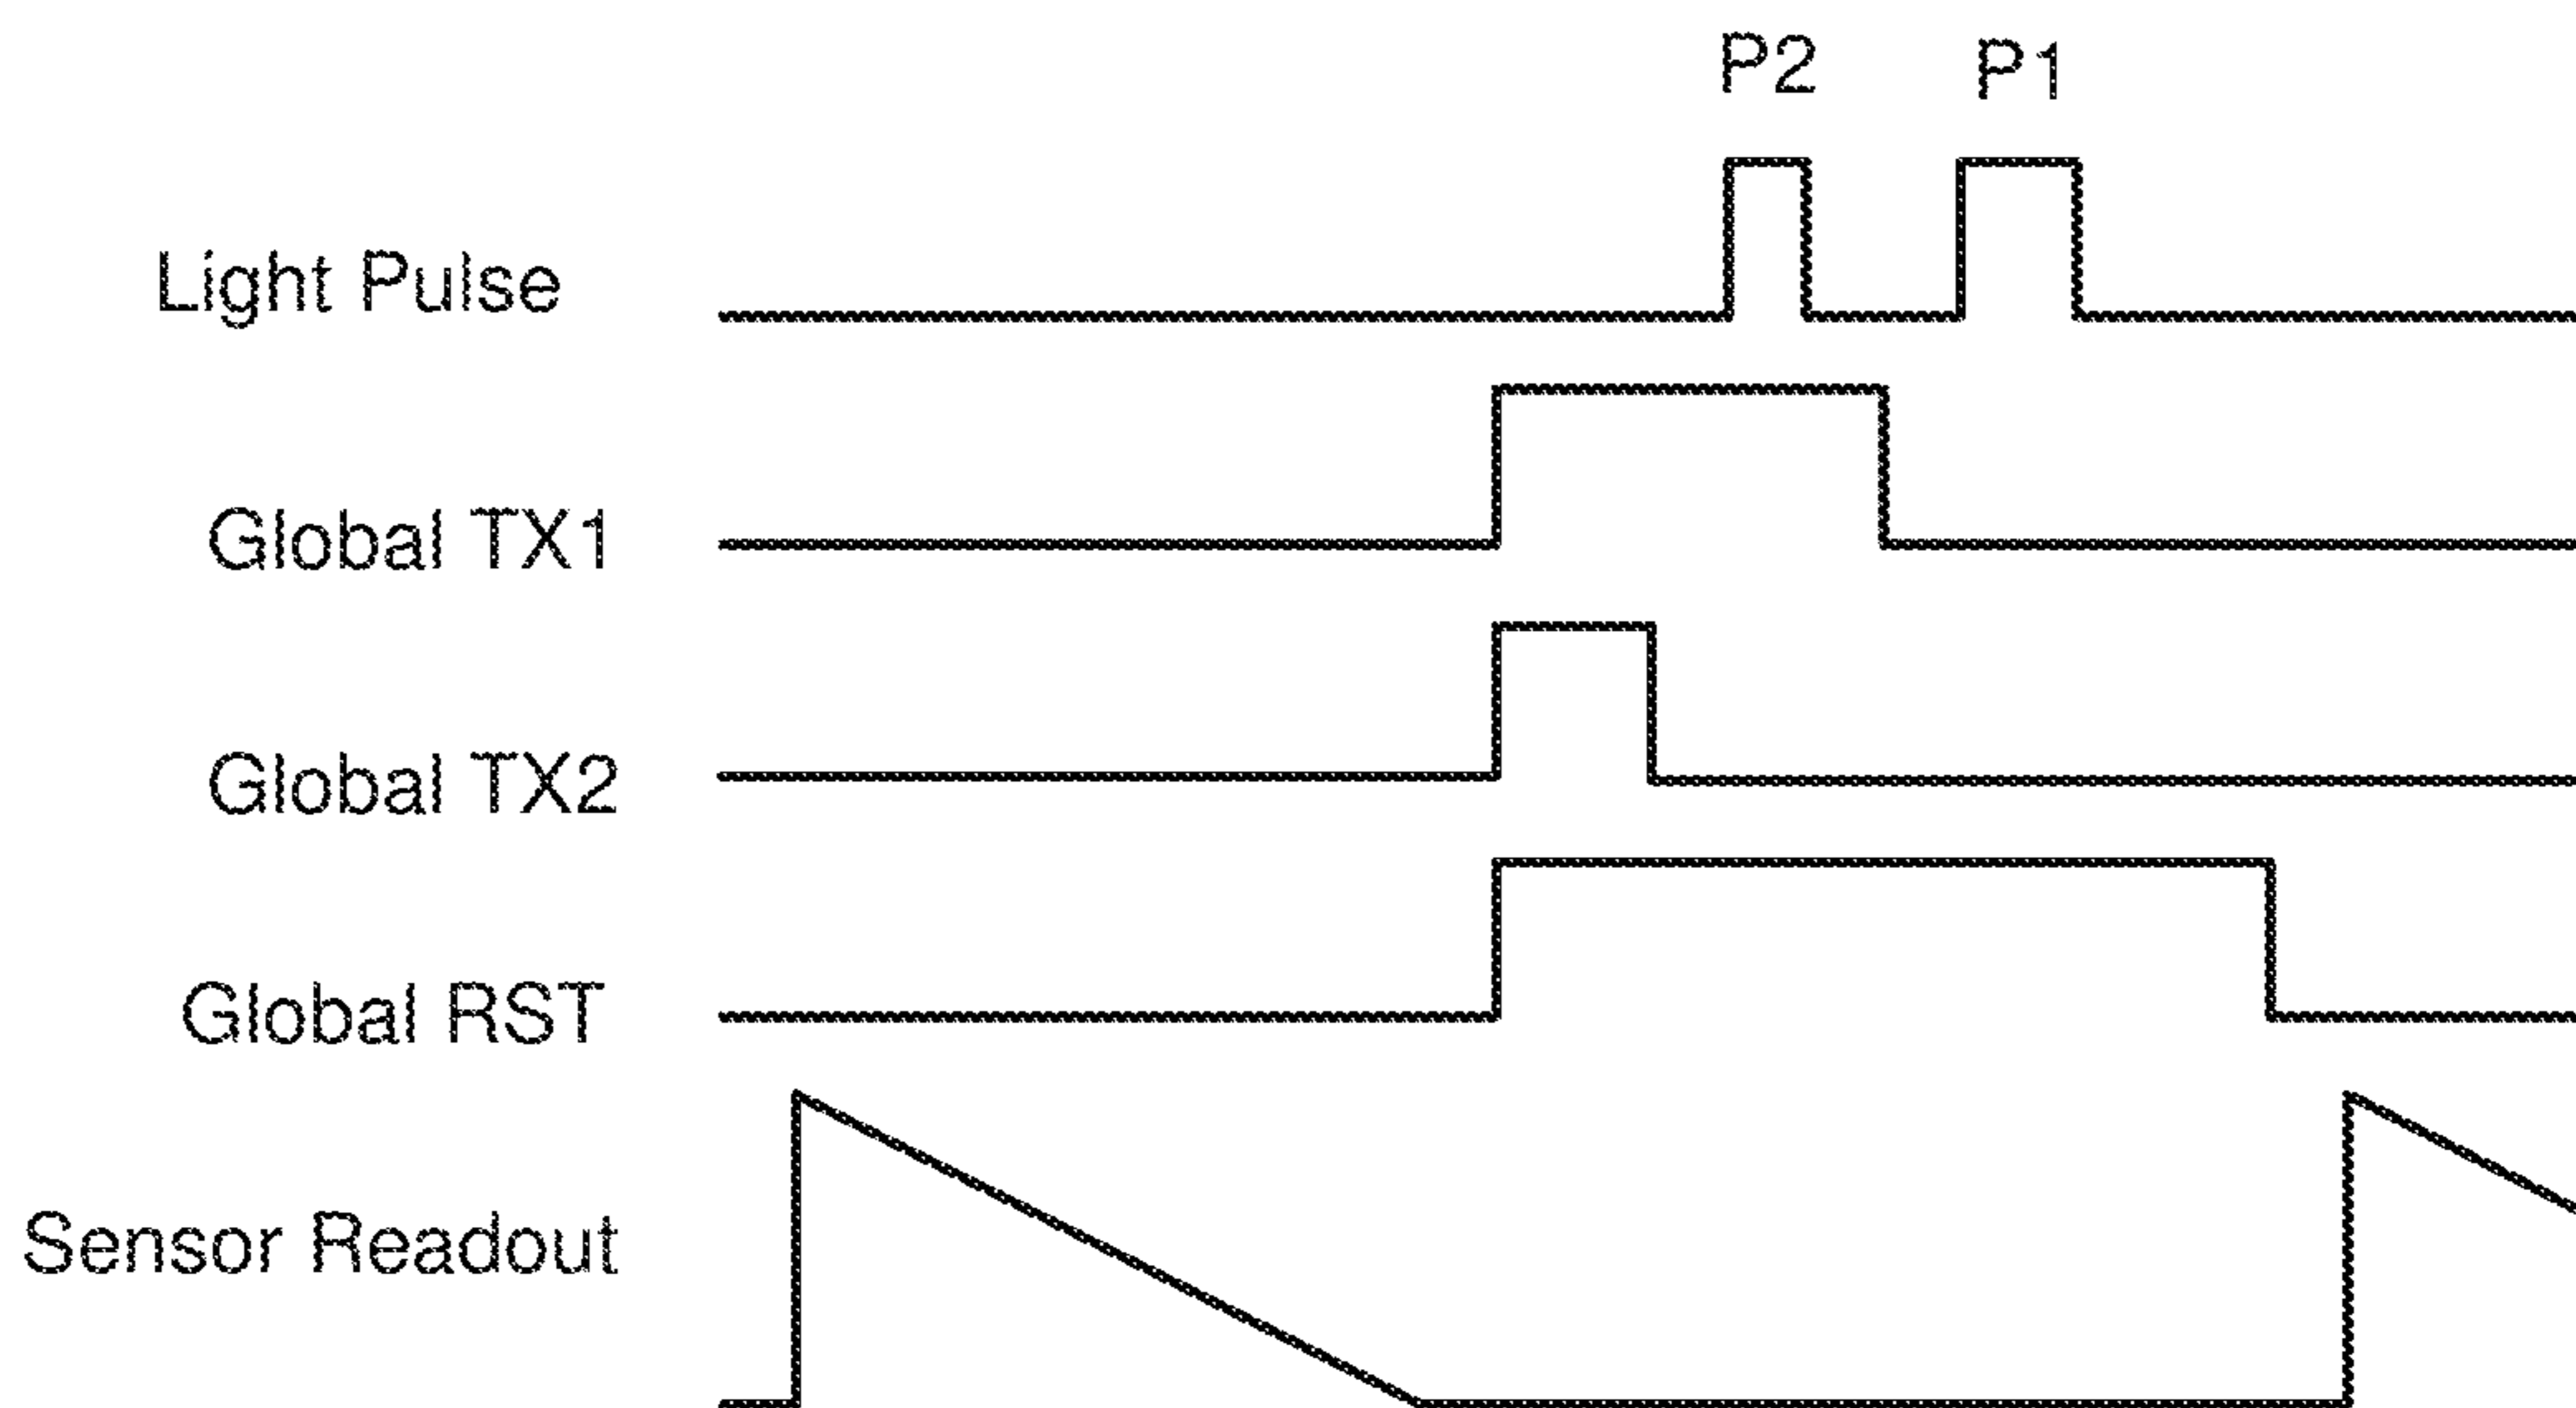 P2 P1
Light Pulse
Global TX1
Global TX2
Global RST
Sensor Readout